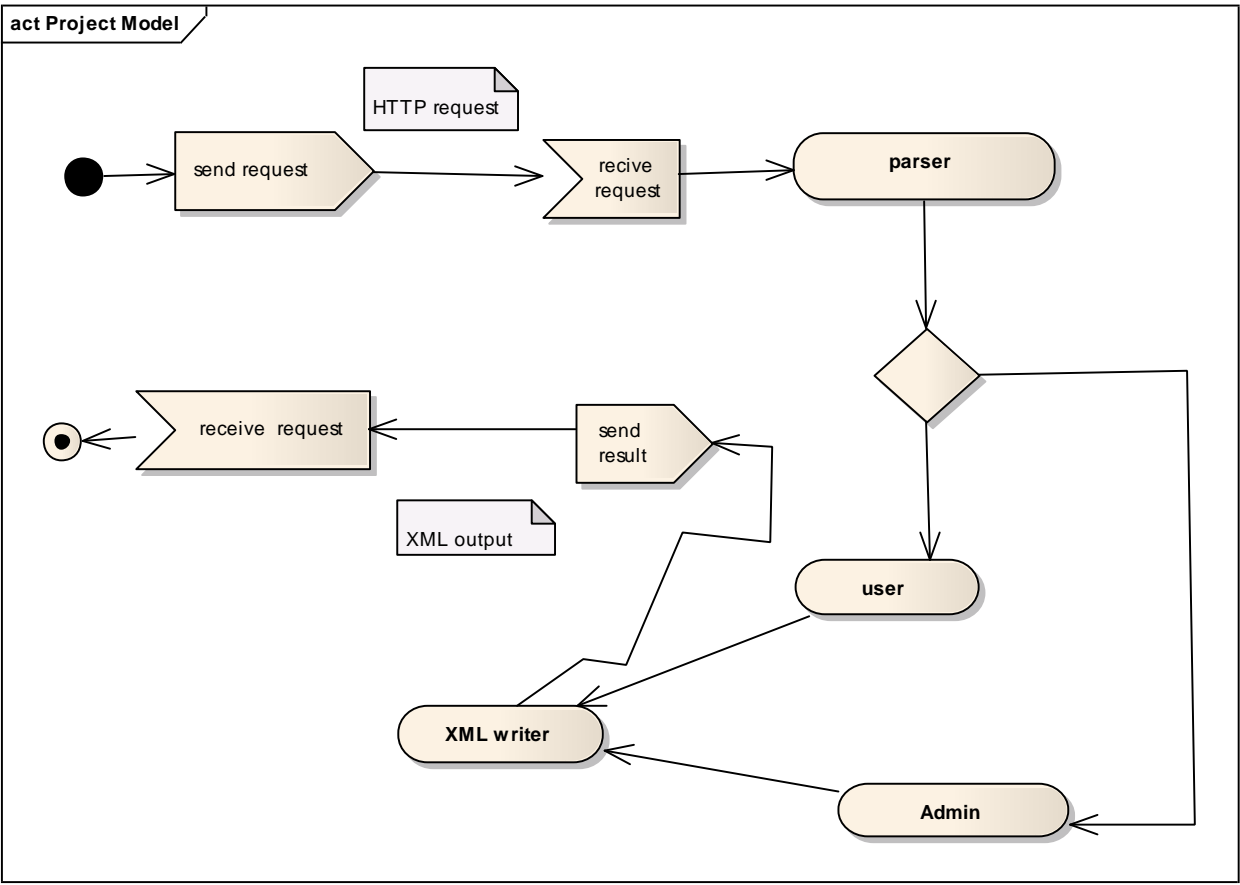 act Project Model
HTTP request
send request
recive
request
parser
receive request
send
result
XML output
user
XML writer
Admin